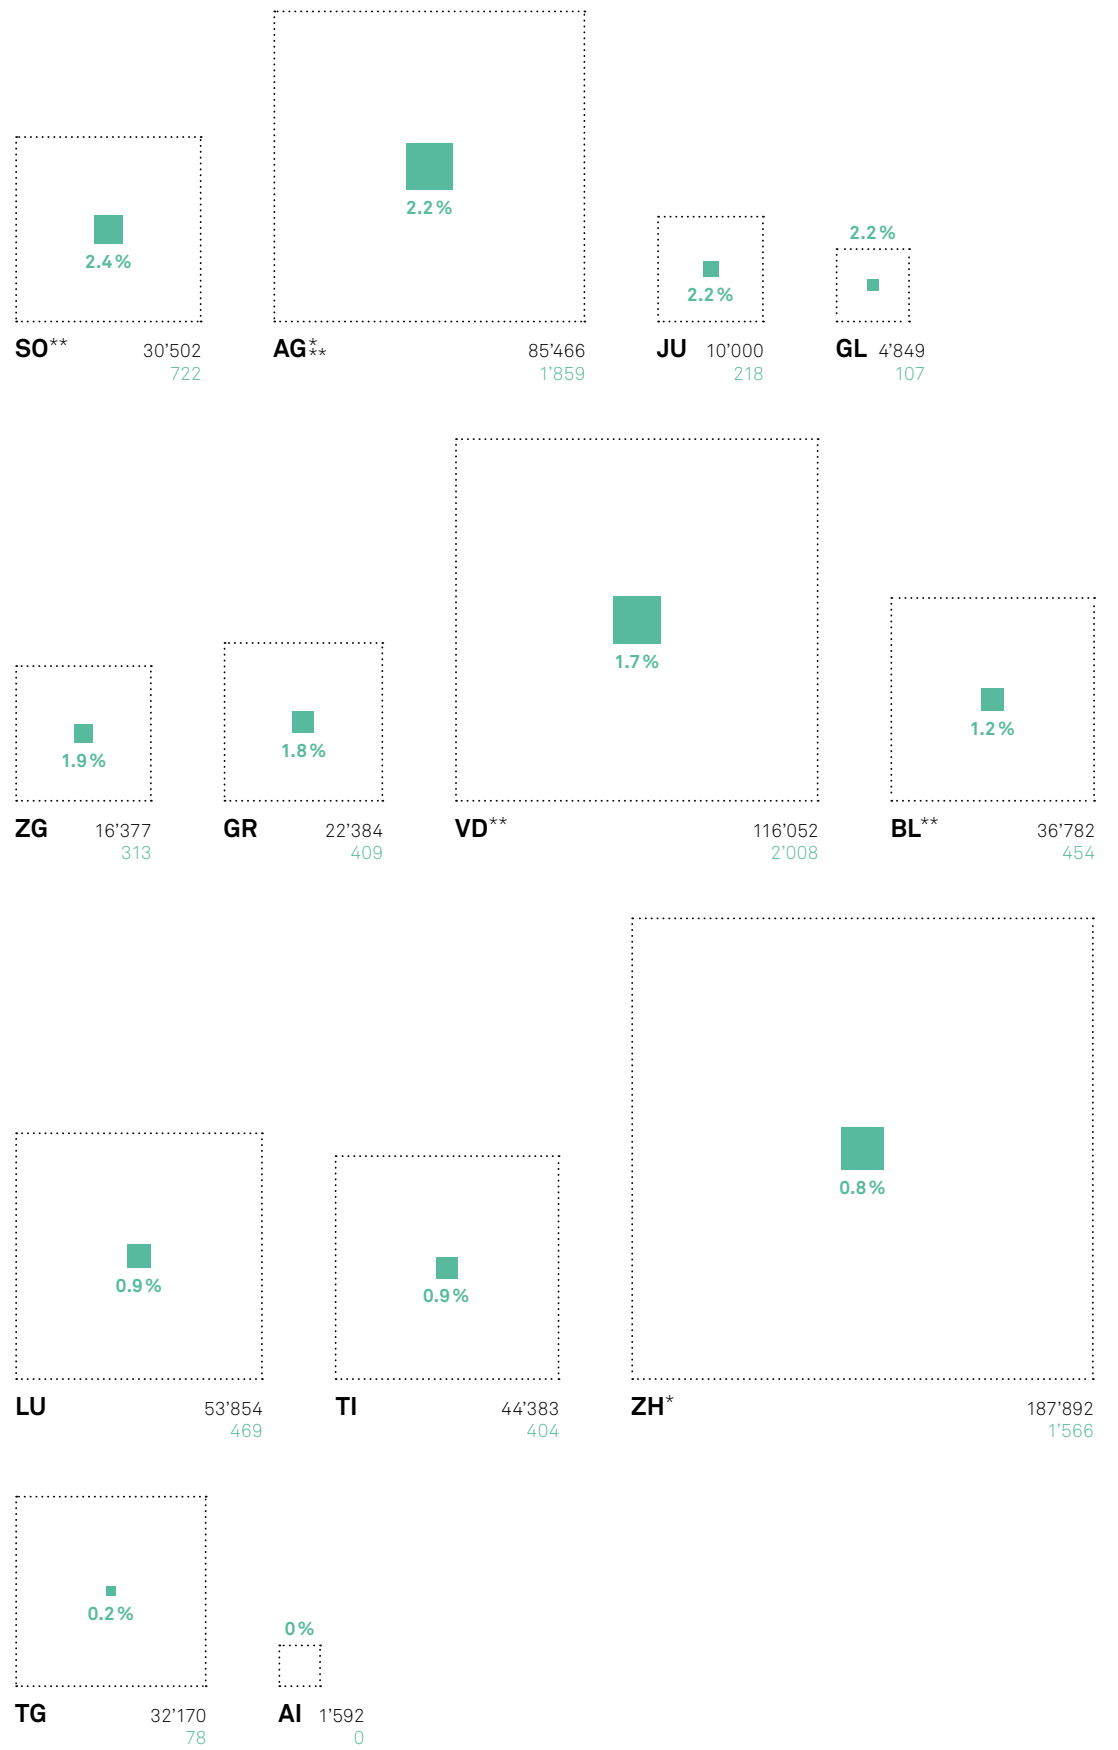 2.4%
SO** 30’502
722
2.2%
AG*** 85’466
1’859
2.2%
JU 10’000
218
2.2%
GL 4’849
107
1.9%
ZG 16’377
313
1.8%
GR 22’384
409
1.7%
VD** 116’052
2’008
1.2%
BL** 36’782
454
0.9%
LU 53’854
469
0.9%
TI 44’383
404
0.8%
ZH* 187’892
1’566
0.2%
TG 32’170
78
0%
AI 1’592
0